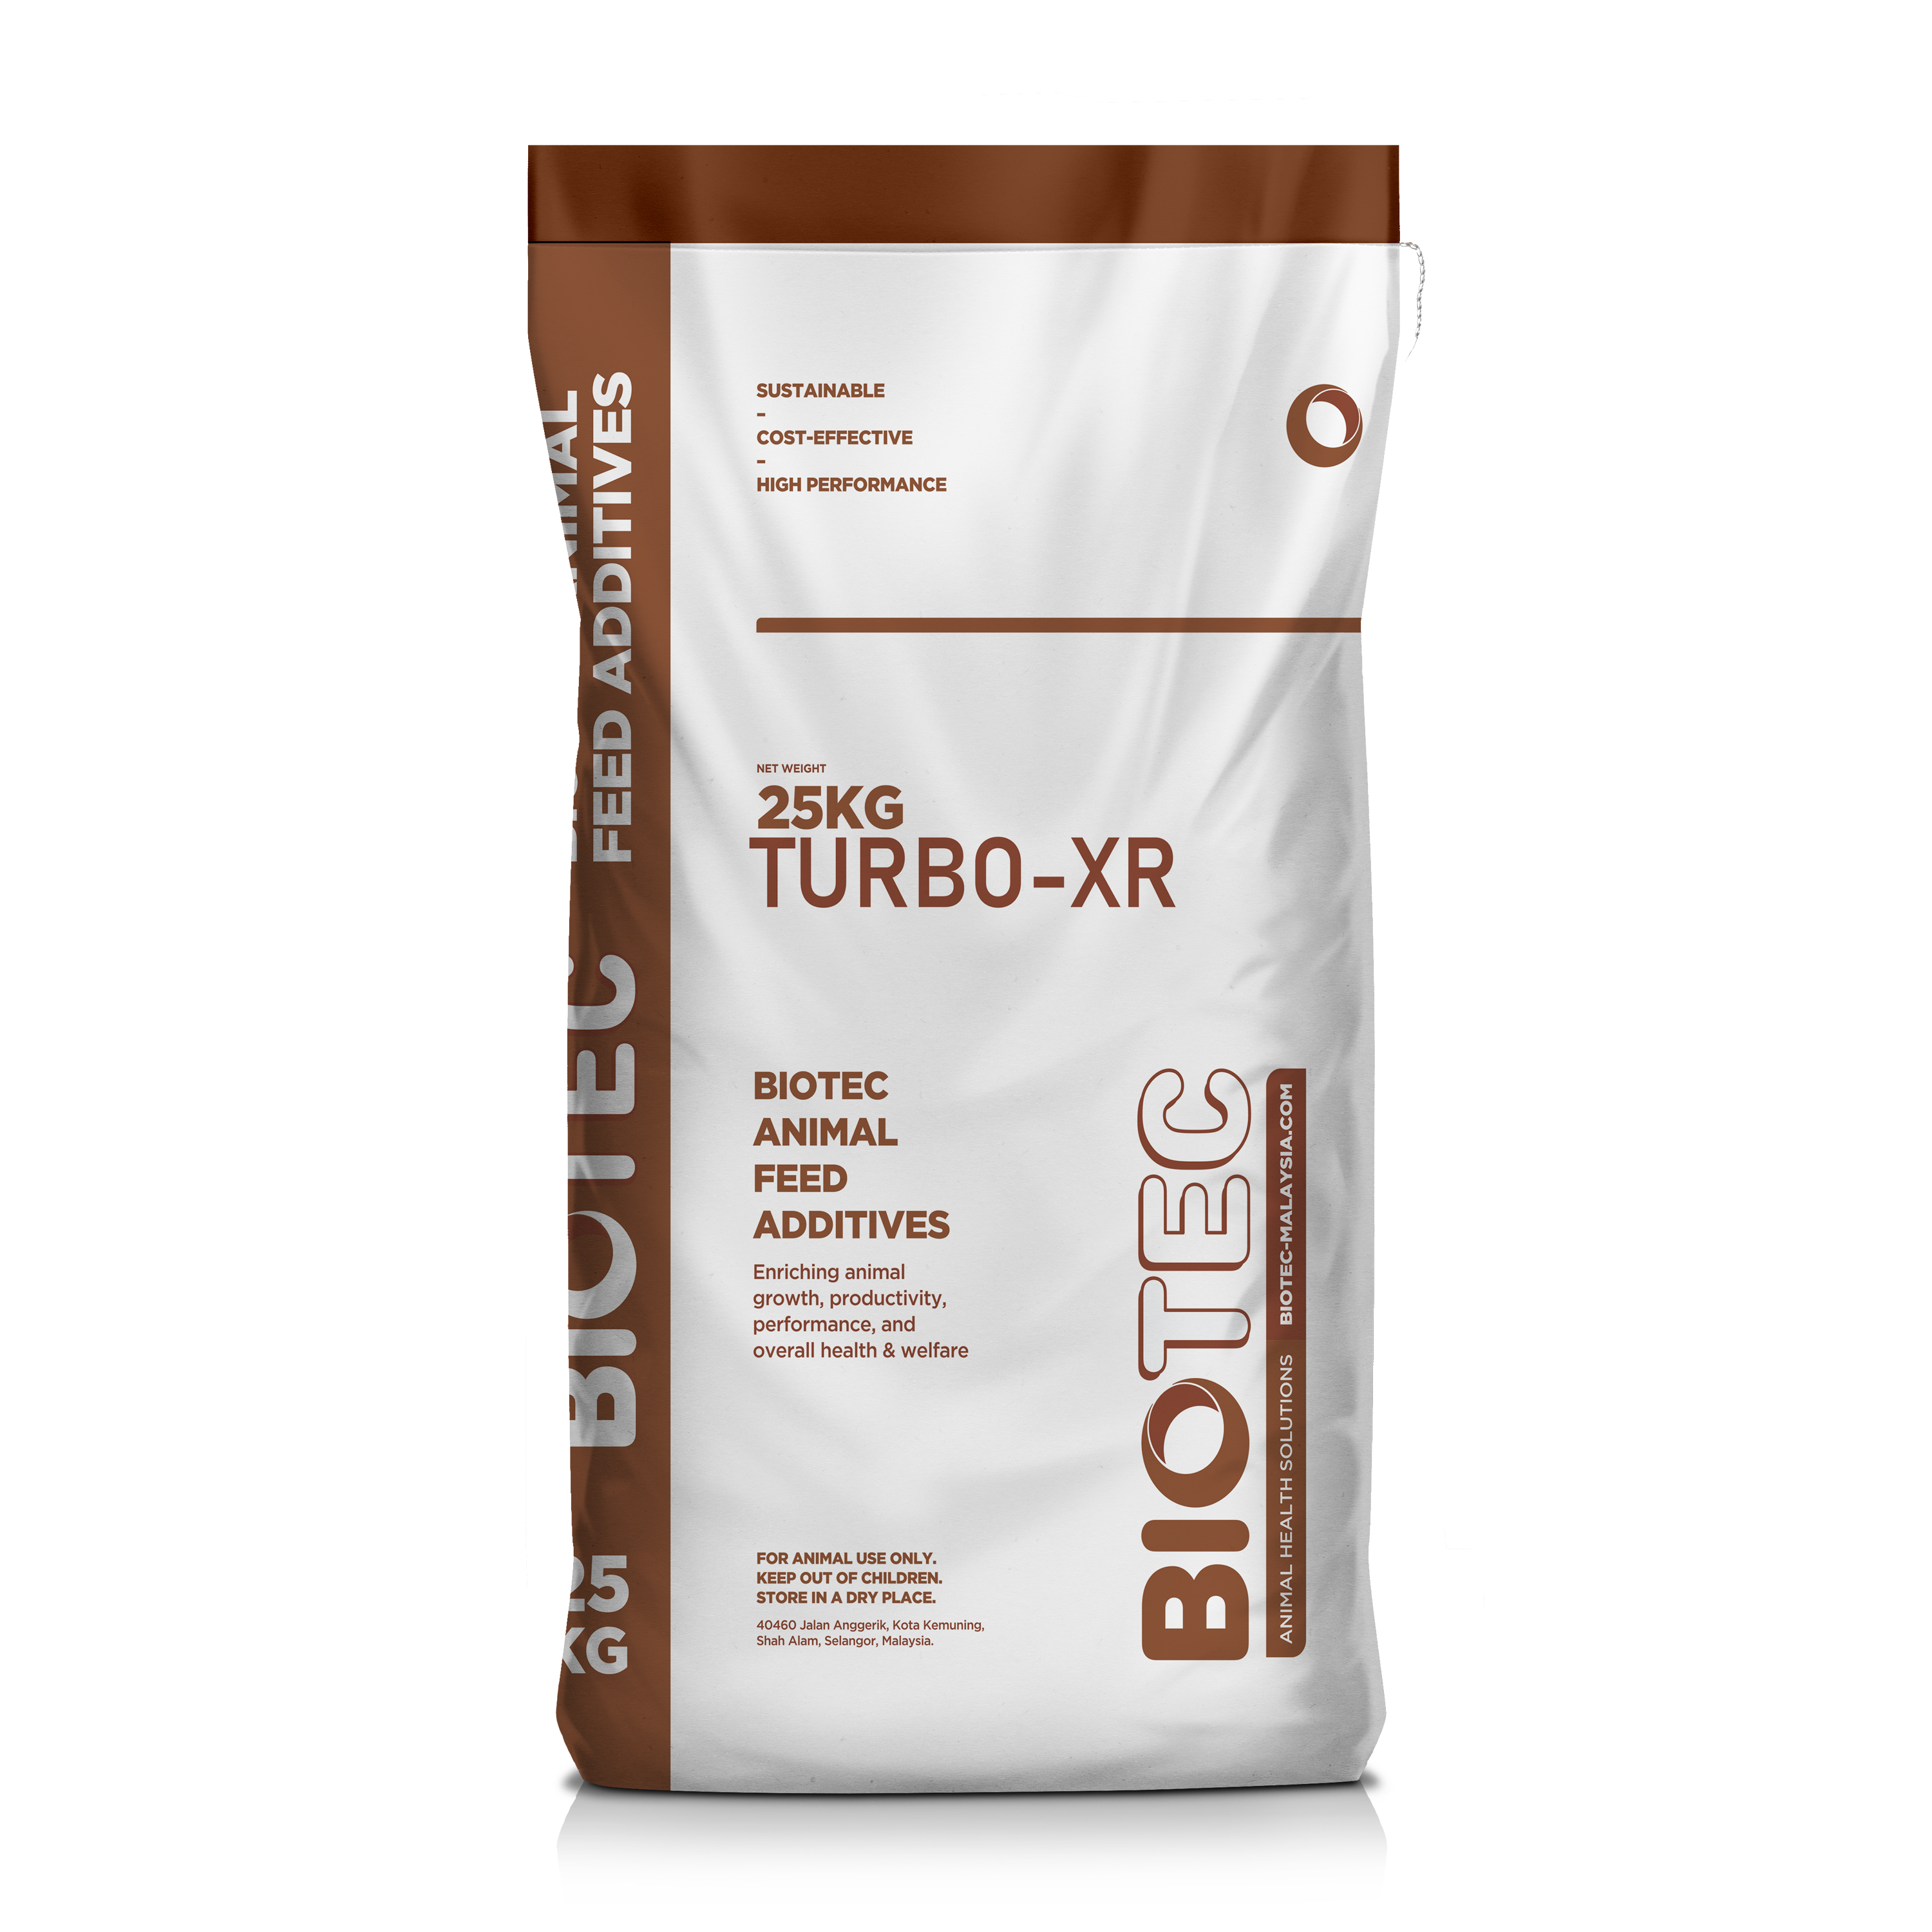 SUSTAINABLE
-
COST-EFFECTIVE
-
HIGH PERFORMANCE
NET WEIGHT
25KG
TURBO-XR
BIOTEC
ANIMAL
FEED
ADDITIVES
Enriching animal
growth, productivity,
performance, and
overall health & welfare
FOR ANIMAL USE ONLY.
KEEP OUT OF CHILDREN.
STORE IN A DRY PLACE.
40460 Jalan Anggerik, Kota Kemuning,
Shah Alam, Selangor, Malaysia.
BIOTEC
ANIMAL HEALTH SOLUTIONS BIOTEC-MALAYSIA.COM
ANIMAL
FEED ADDITIVES
BIOTEC
25
KG